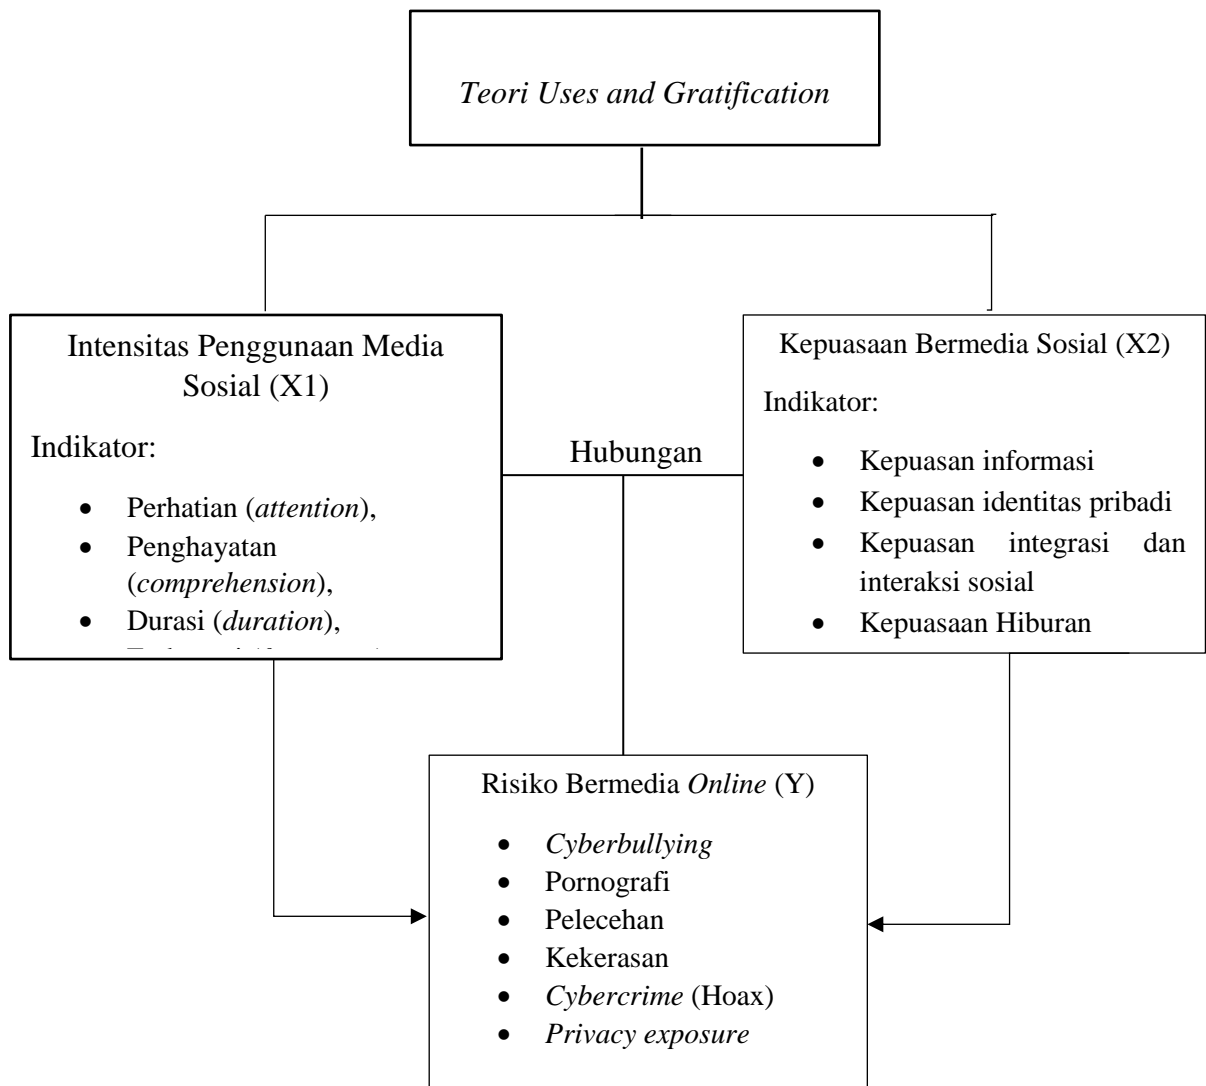 Teori Uses and Gratification
Intensitas Penggunaan Media
Sosial (X1)
Indikator:
• Perhatian (attention),
• Penghayatan
(comprehension),
• Durasi (duration),
Hubungan
Kepuasaan Bermedia Sosial (X2)
Indikator:
• Kepuasan informasi
• Kepuasan identitas pribadi
• Kepuasan integrasi dan
interaksi sosial
• Kepuasaan Hiburan
Risiko Bermedia Online (Y)
• Cyberbullying
• Pornografi
• Pelecehan
• Kekerasan
• Cybercrime (Hoax)
• Privacy exposure